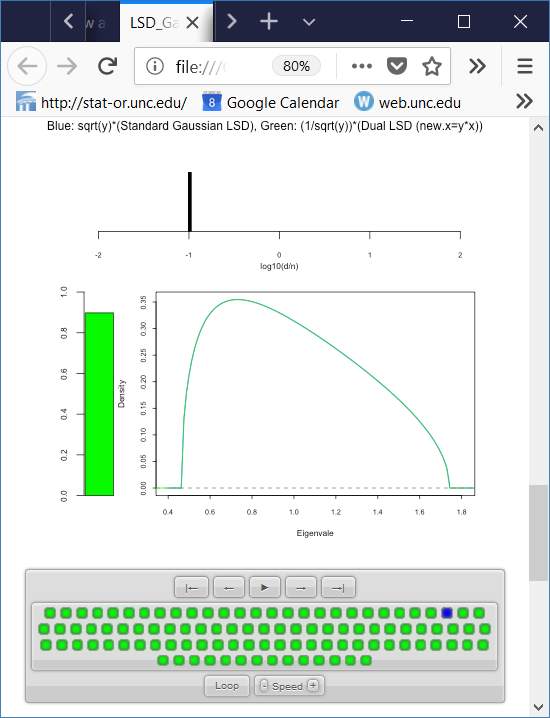 w a
LSD_Ga
file:///
80%
http://stat-or.unc.edu/
8 Google Calendar
W web.unc.edu
Blue: sqrt(y)*(Standard Gaussian LSD), Green: (1/sqrt(y))*(Dual LSD (new.x=y*x))
-2 -1 0 1 2
log10(d/n)
0.0 0.2 0.4 0.6 0.8 1.0
Density
0.00 0.05 0.10 0.15 0.20 0.25 0.30 0.35
0.4 0.6 0.8 1.0 1.2 1.4 1.6 1.8
Eigenvale
Loop - Speed +